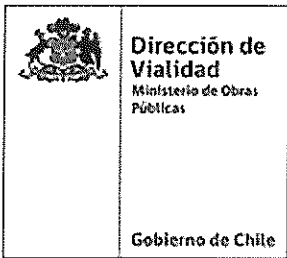 Dirección de
Vialidad
Ministerio de Obras
Públicas
Gobierno de Chile